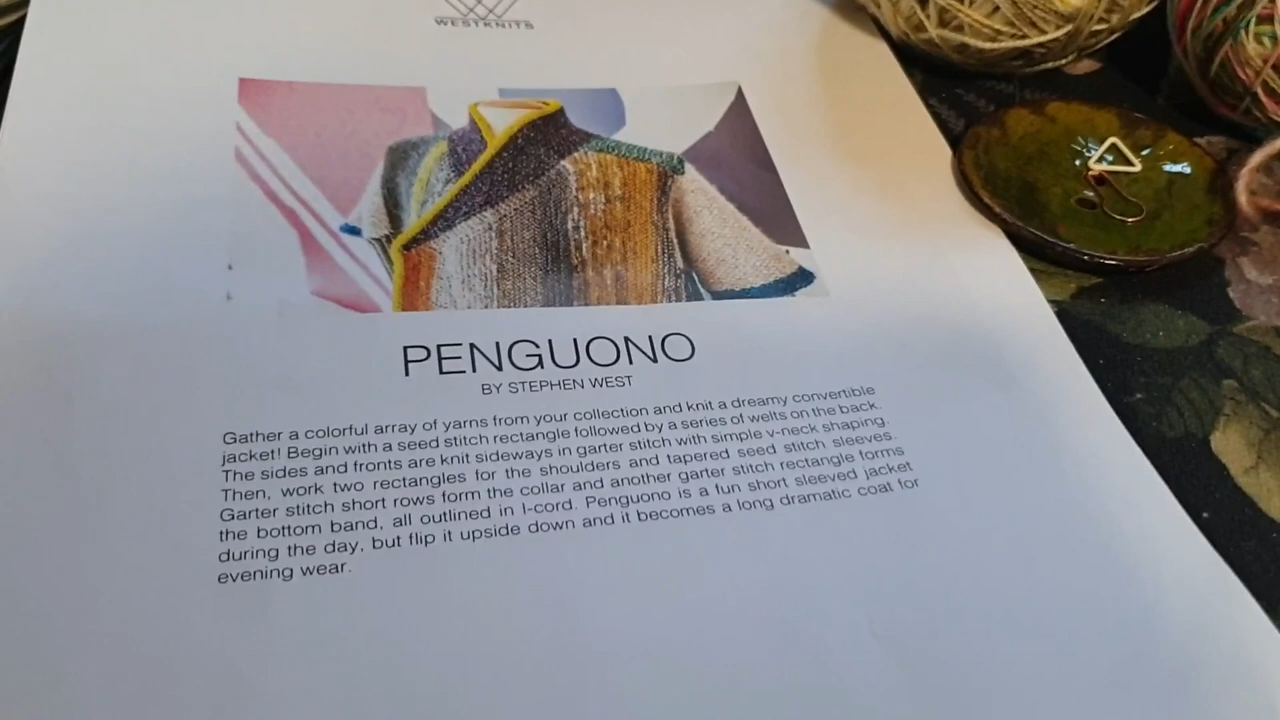 WESTKNITS
PENGUONO
BY STEPHEN WEST
Gather a colorful array of yarns from your collection and knit a dreamy convertible
jacket! Begin with a seed stitch rectangle followed by a series of welts on the back.
The sides and fronts are knit sideways in garter stitch with simple v-neck shaping.
Then, work two rectangles for the shoulders and tapered seed stitch sleeves.
Garter stitch short rows form the collar and another garter stitch rectangle forms
the bottom band, all outlined in I-cord. Penguono is a fun short sleeved jacket
during the day, but flip it upside down and it becomes a long dramatic coat for
evening wear.